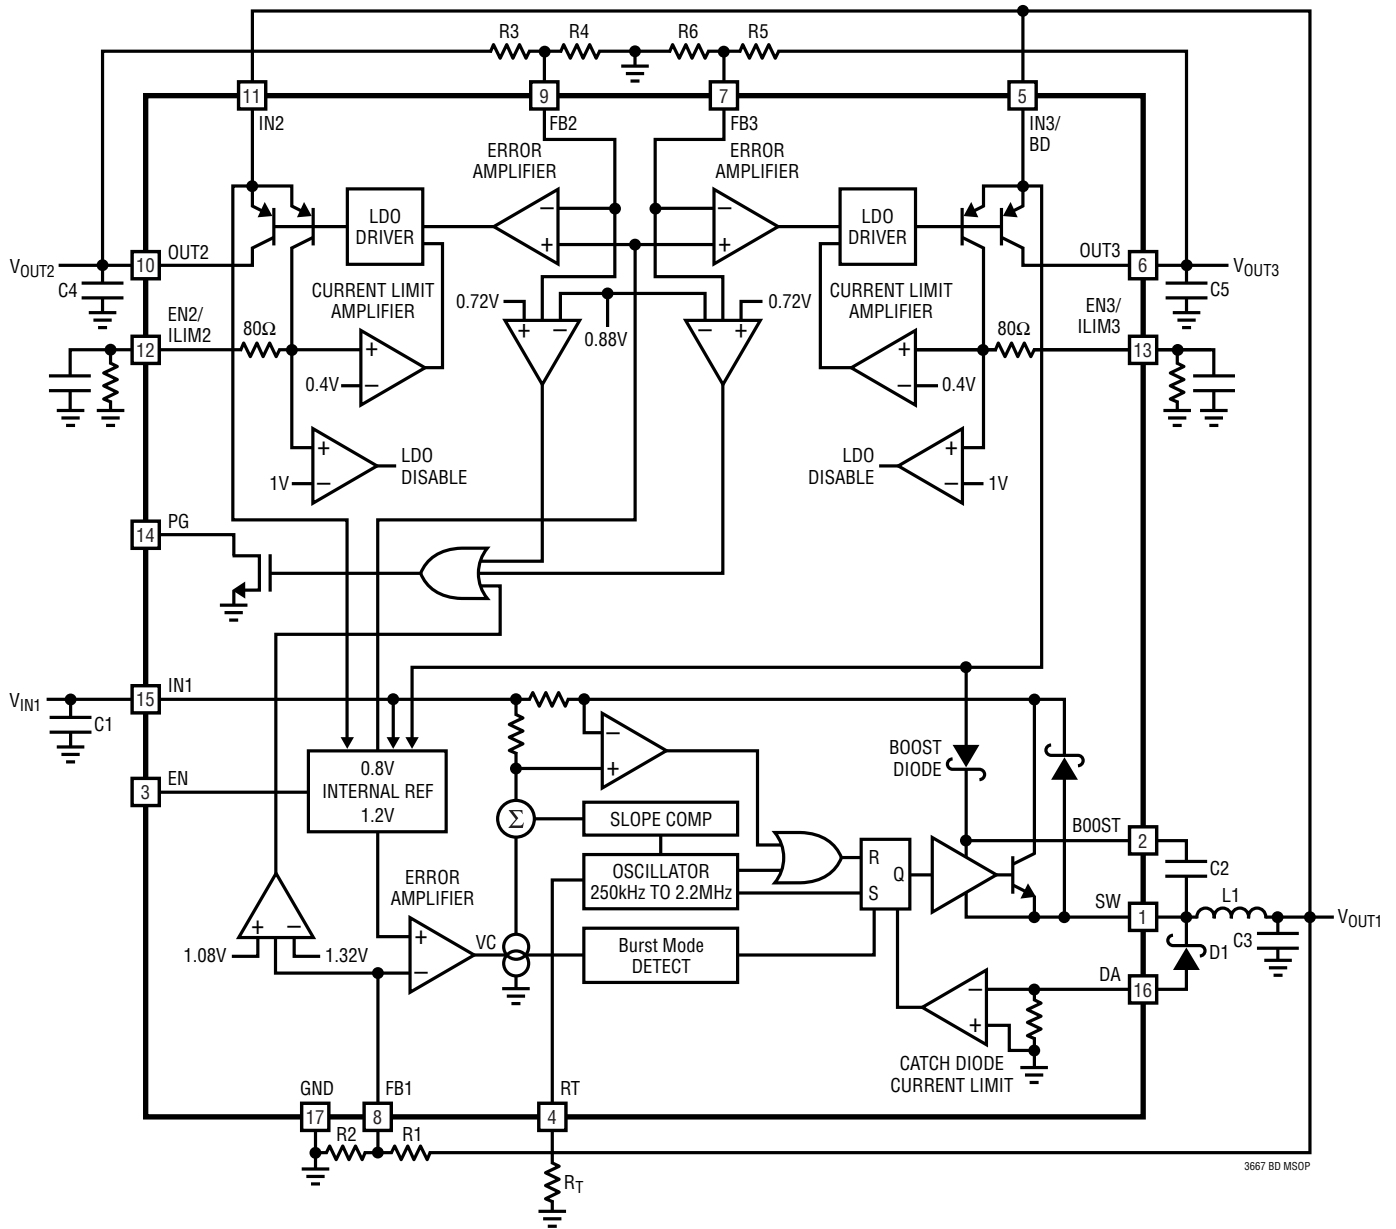 R3
R4
R6
R5
11
9
7
5
IN2
FB2
FB3
IN3/
BD
ERROR
AMPLIFIER
ERROR
AMPLIFIER
LDO
DRIVER
LDO
DRIVER
−
+
−
+
VOUT2
10
OUT2
OUT3
6
VOUT3
C4
C5
EN2/
ILIM2
CURRENT LIMIT
AMPLIFIER
0.72V
0.72V
CURRENT LIMIT
AMPLIFIER
EN3/
ILIM3
+
−
0.88V
−
+
12
80Ω
80Ω
13
+
−
0.4V
+
−
0.4V
+
−
1V
LDO
DISABLE
LDO
DISABLE
+
−
1V
14
PG
VIN1
15
IN1
C1
−
+
BOOST
DIODE
3
EN
0.8V
INTERNAL REF
1.2V
Σ
SLOPE COMP
OSCILLATOR
250kHz TO 2.2MHz
R
S
Q
BOOST
2
C2
ERROR
AMPLIFIER
SW
1
L1
VOUT1
C3
D1
+
−
1.08V
1.32V
+
−
VC
Burst Mode
DETECT
DA
16
−
+
CATCH DIODE
CURRENT LIMIT
GND
FB1
RT
17
8
4
R2
R1
RT
3667 BD MSOP